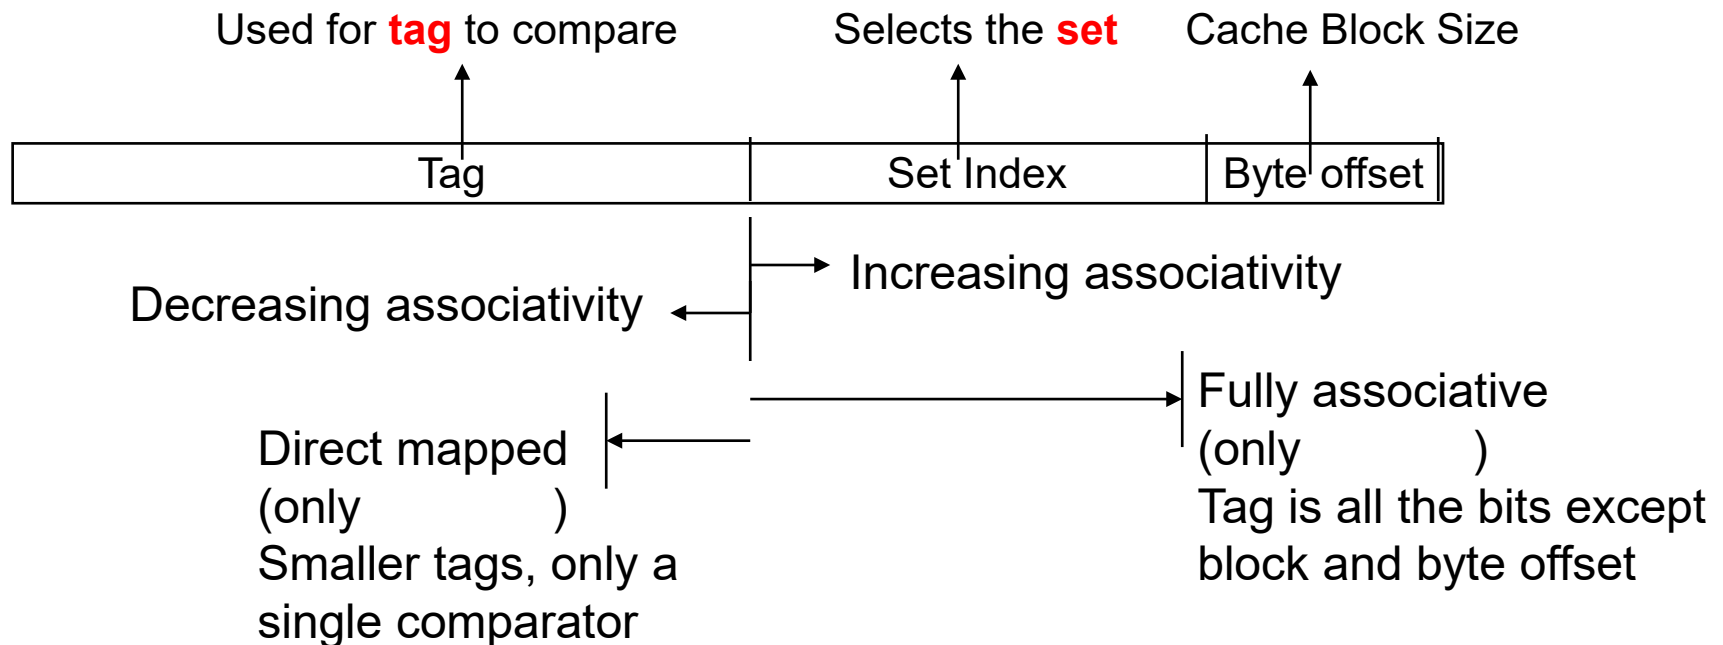 Used for tag to compare
Selects the set
Cache Block Size
Tag
Set Index
Byte offset
Increasing associativity
Decreasing associativity
Fully associative
(only )
Tag is all the bits except
block and byte offset
Direct mapped
(only )
Smaller tags, only a
single comparator